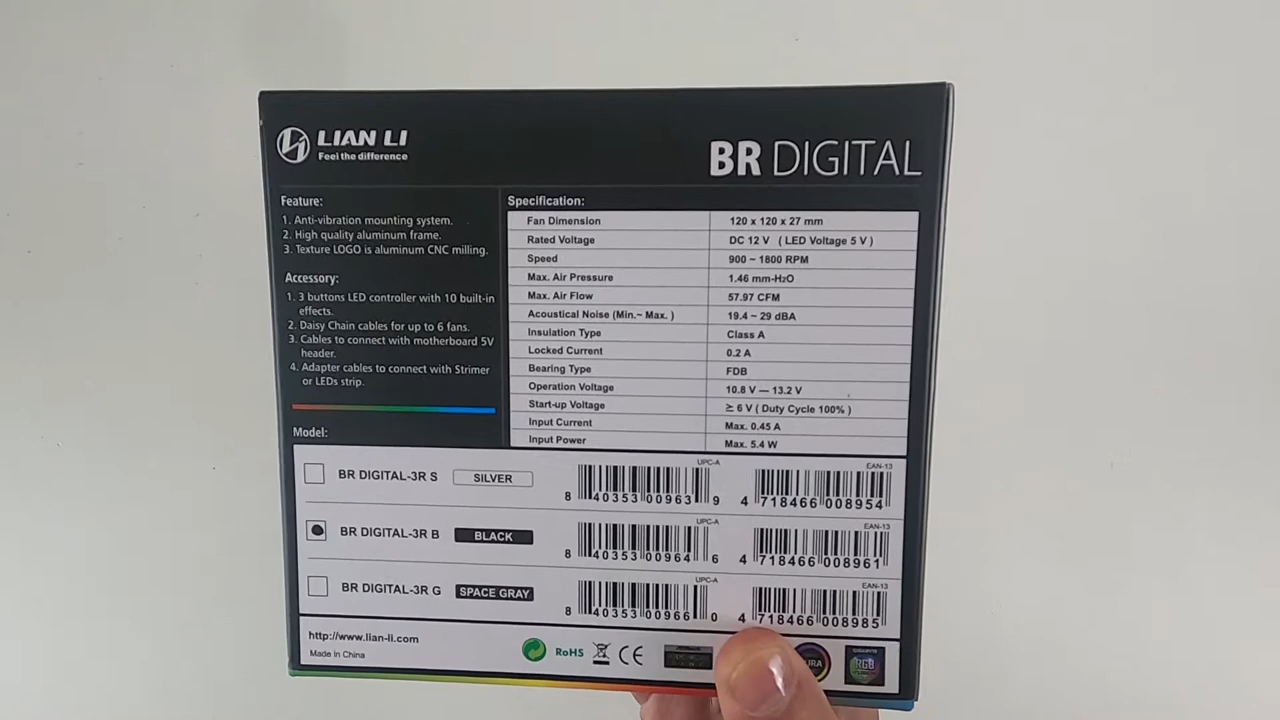 LIAN LI
Feel the difference
BR DIGITAL
Feature:
1. Anti-vibration mounting system.
2. High quality aluminum frame.
3. Texture LOGO is aluminum CNC milling.
Accessory:
1. 3 buttons LED controller with 10 built-in
effects.
2. Daisy Chain cables for up to 6 fans.
3. Cables to connect with motherboard 5V
header.
4. Adapter cables to connect with Strimer
or LEDs strip.
Specification:
Fan Dimension 120 x 120 x 27 mm
Rated Voltage DC 12 V ( LED Voltage 5 V )
Speed 900 ~ 1800 RPM
Max. Air Pressure 1.46 mm-H2O
Max. Air Flow 57.97 CFM
Acoustical Noise (Min.~ Max. ) 19.4 ~ 29 dBA
Insulation Type Class A
Locked Current 0.2 A
Bearing Type FDB
Operation Voltage 10.8 V — 13.2 V
Start-up Voltage ≥ 6 V ( Duty Cycle 100% )
Input Current Max. 0.45 A
Input Power Max. 5.4 W
Model:
BR DIGITAL-3R S SILVER UPC-A 8 40353 00963 9 EAN-13 4 718466 008954
BR DIGITAL-3R B BLACK UPC-A 8 40353 00964 6 EAN-13 4 718466 008961
BR DIGITAL-3R G SPACE GRAY UPC-A 8 40353 00966 0 EAN-13 4 718466 008985
http://www.lian-li.com
Made in China
RoHS CE
GIGABYTE
RGB